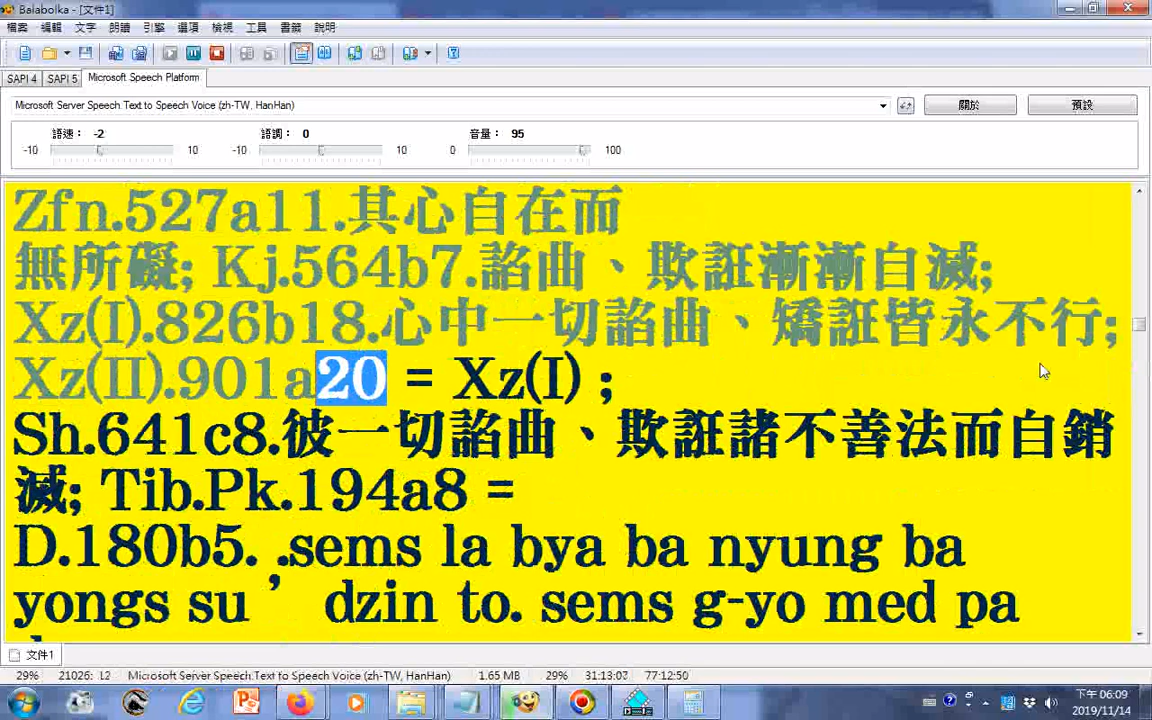 Balabolka - [文件1]
檔案 編輯 文字 朗讀 引擎 選項 檢視 工具 書籤 說明
SAPI 4 SAPI 5 Microsoft Speech Platform
Microsoft Server Speech Text to Speech Voice (zh-TW, HanHan) 關於 預設
語速： -2 語調： 0 音量： 95
-10 10 -10 10 0 100
Zfn.527a11.其心自在而
無所礙; Kj.564b7.諂曲、欺誑漸漸自滅;
Xz(I).826b18.心中一切諂曲、矯誑皆永不行;
Xz(II).901a20 = Xz(I) ;
Sh.641c8.彼一切諂曲、欺誑諸不善法而自銷
滅; Tib.Pk.194a8 =
D.180b5. .sems la bya ba nyung ba
yongs su ’ dzin to. sems g-yo med pa
文件1
29% 21026: 12 Microsoft Server Speech Text to Speech Voice (zh-TW, HanHan) 1.65 MB 29% 31:13:07 77:12:50
下午 06:09
2019/11/14